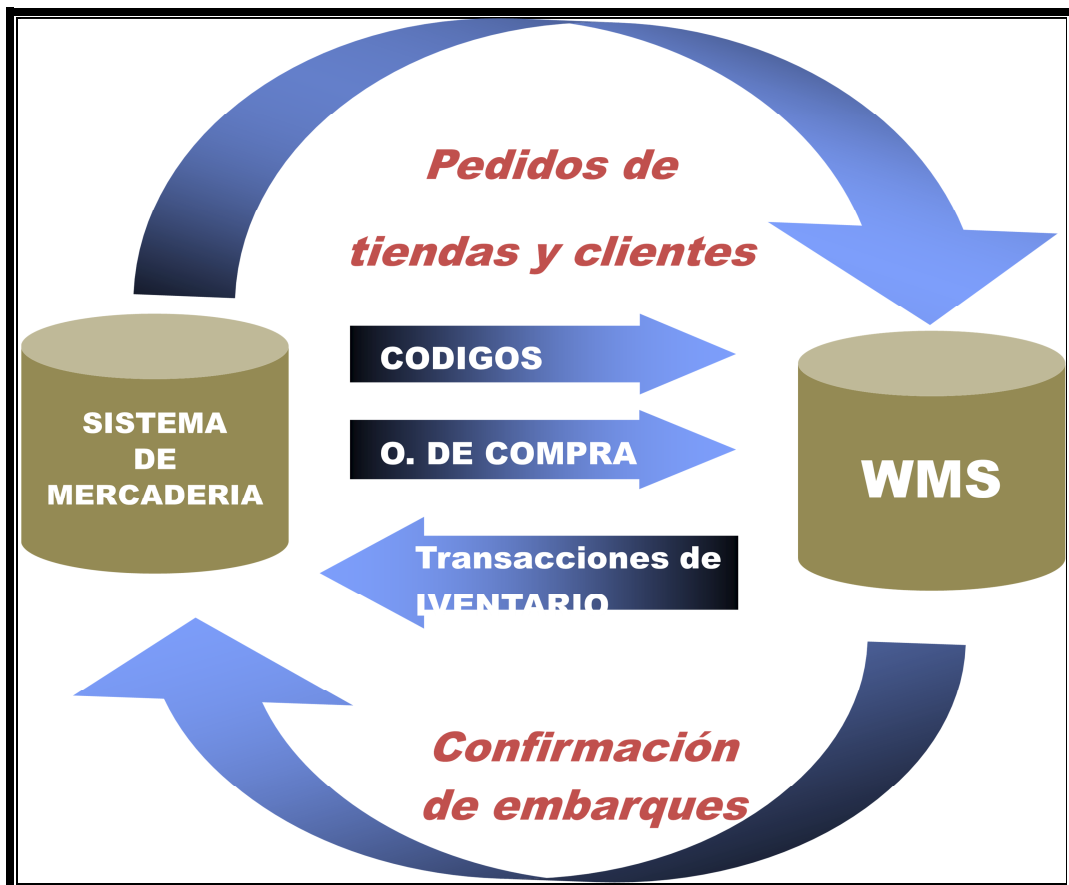 Pedidos de
tiendas y clientes
CODIGOS
SISTEMA
DE
MERCADERIA
O. DE COMPRA
WMS
Transacciones de
IVENTARIO
Confirmación
de embarques